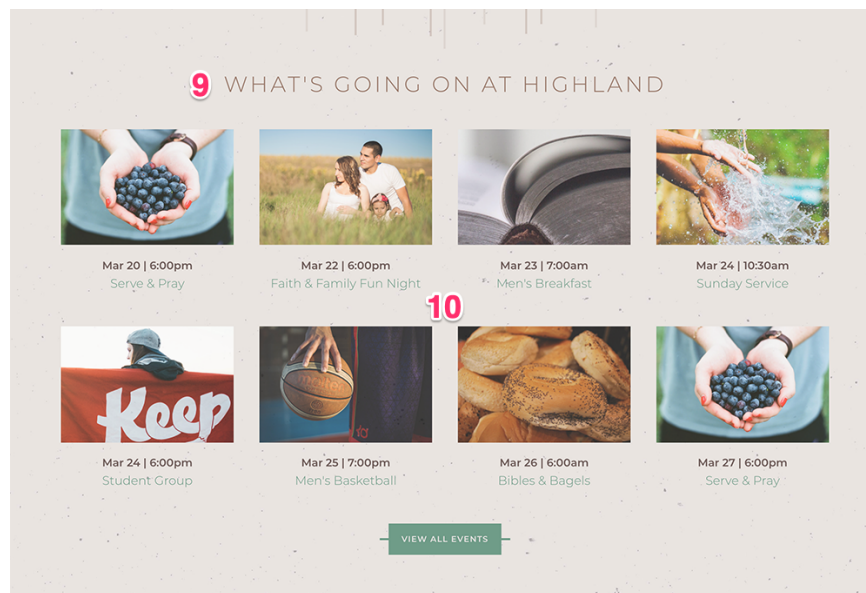 9 WHAT'S GOING ON AT HIGHLAND
Mar 20 | 6:00pm
Serve & Pray
Mar 22 | 6:00pm
Faith & Family Fun Night
Mar 23 | 7:00am
Men's Breakfast
Mar 24 | 10:30am
Sunday Service
10
Keep
Mar 24 | 6:00pm
Student Group
Mar 25 | 7:00pm
Men's Basketball
Mar 26 | 6:00am
Bibles & Bagels
Mar 27 | 6:00pm
Serve & Pray
VIEW ALL EVENTS